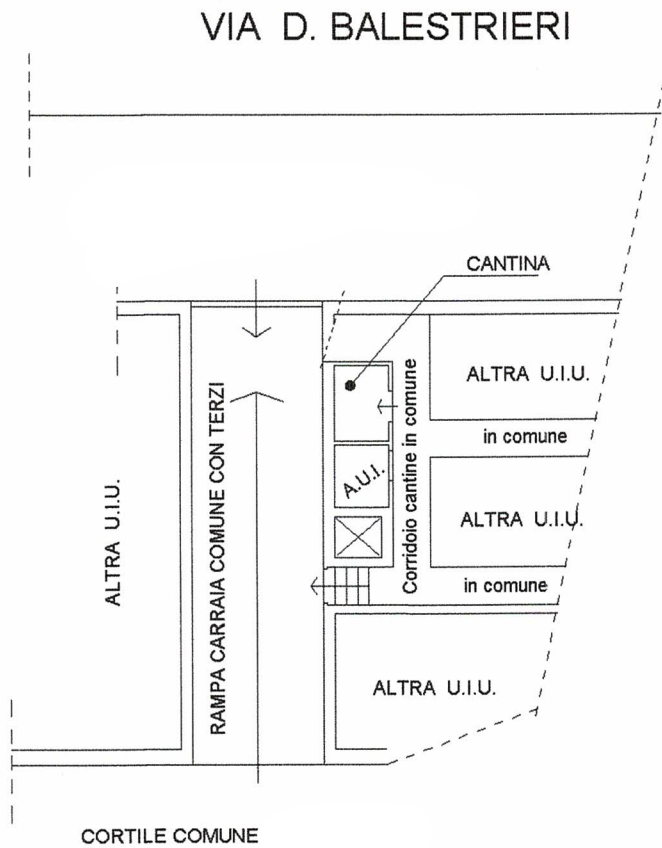 VIA D. BALESTRIERI
CANTINA
ALTRA U.I.U.
in comune
A.U.I.
ALTRA U.I.U.
Corridoio cantine in comune
RAMPA CARRAIA COMUNE CON TERZI
ALTRA U.I.U.
in comune
ALTRA U.I.U.
CORTILE COMUNE